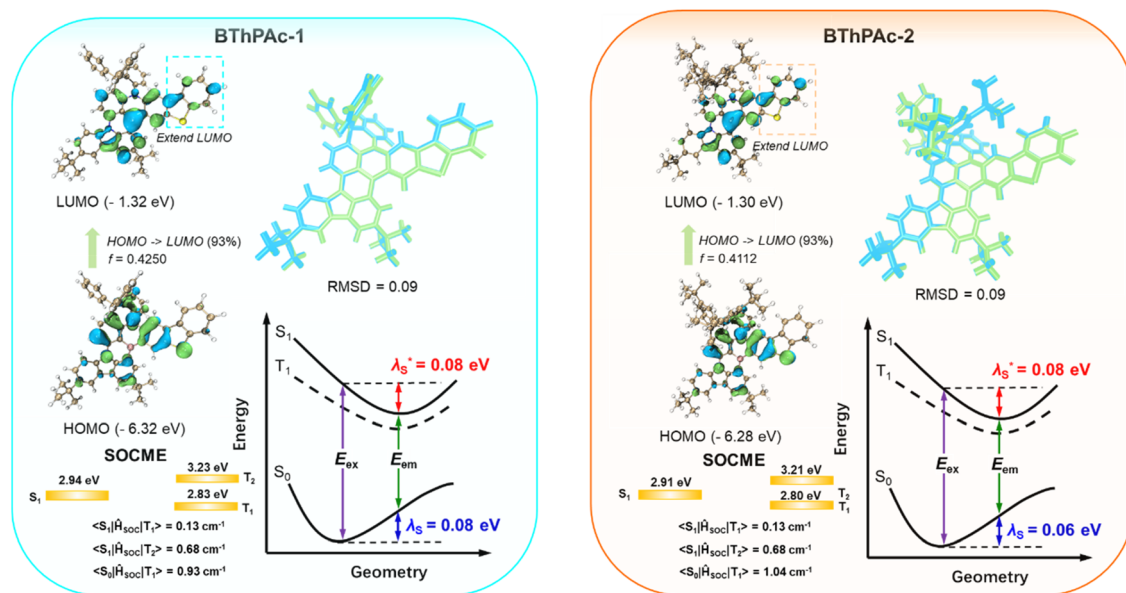 BThPAc-1
Extend LUMO
LUMO (- 1.32 eV)
HOMO -> LUMO (93%)
f = 0.4250
RMSD = 0.09
HOMO (- 6.32 eV)
SOCME
S1
2.94 eV
3.23 eV
T2
2.83 eV
T1
<S1|ĤSOC|T1> = 0.13 cm-1
<S1|ĤSOC|T2> = 0.68 cm-1
<S0|ĤSOC|T1> = 0.93 cm-1
Energy
S1
T1
λS* = 0.08 eV
Eex
Eem
S0
λS = 0.08 eV
Geometry
BThPAc-2
Extend LUMO
LUMO (- 1.30 eV)
HOMO -> LUMO (93%)
f = 0.4112
RMSD = 0.09
HOMO (- 6.28 eV)
SOCME
S1
2.91 eV
3.21 eV
T2
2.80 eV
T1
<S1|ĤSOC|T1> = 0.13 cm-1
<S1|ĤSOC|T2> = 0.68 cm-1
<S0|ĤSOC|T1> = 1.04 cm-1
Energy
S1
T1
λS* = 0.08 eV
Eex
Eem
S0
λS = 0.06 eV
Geometry